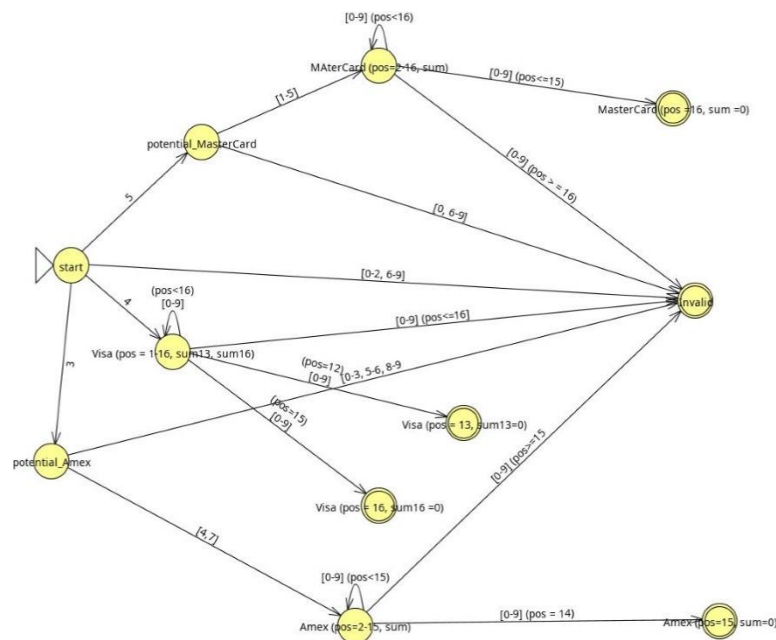 [0-9] (pos<16)
MAterCard (pos=2-16, sum)
[0-9] (pos<=15)
MasterCard (pos =16, sum =0)
[1-5]
potential_MasterCard
[0-9] (pos > = 16)
5
[0, 6-9]
start
[0-2, 6-9]
(pos<16)
[0-9]
4
Invalid
[0-9] (pos<=16]
Visa (pos = 1-16, sum13, sum16)
3
(pos=12)
[0-9]
[0-3, 5-6, 8-9
(pos=15)
[0-9]
Visa (pos = 13, sum13=0)
potential_Amex
[0-9] (pos>=15
Visa (pos = 16, sum16 =0)
[4,7]
[0-9] (pos<15)
[0-9] (pos = 14)
Amex (pos=2-15, sum)
Amex (pos=15, sum=0)